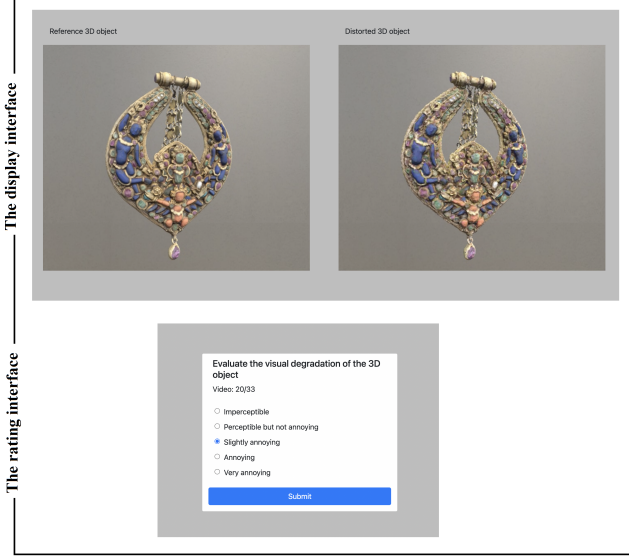 The display interface
Reference 3D object
Distorted 3D object
The rating interface
Evaluate the visual degradation of the 3D
object
Video: 20/33
Imperceptible
Perceptible but not annoying
Slightly annoying
Annoying
Very annoying
Submit